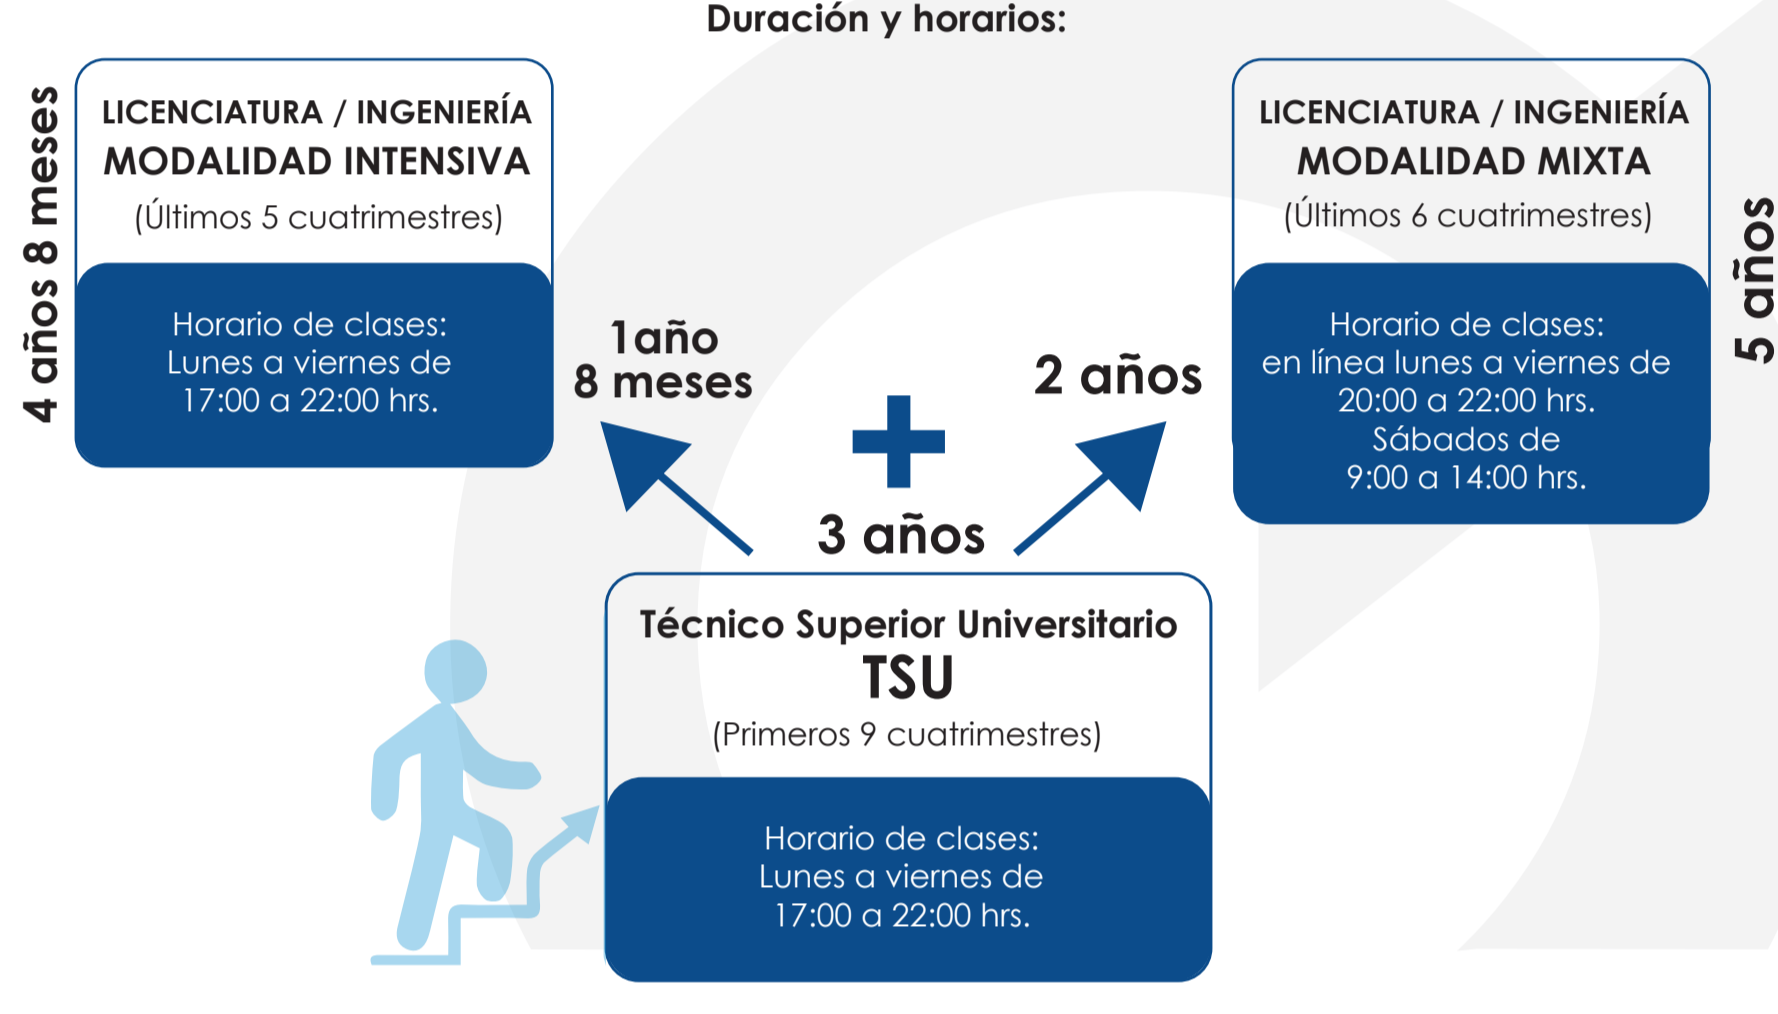 Duración y horarios:
4 años 8 meses
LICENCIATURA / INGENIERÍA
MODALIDAD INTENSIVA
(Últimos 5 cuatrimestres)
Horario de clases:
Lunes a viernes de
17:00 a 22:00 hrs.
LICENCIATURA / INGENIERÍA
MODALIDAD MIXTA
(Últimos 6 cuatrimestres)
Horario de clases:
en línea lunes a viernes de
20:00 a 22:00 hrs.
Sábados de
9:00 a 14:00 hrs.
5 años
1año
8 meses
2 años
+
3 años
Técnico Superior Universitario
TSU
(Primeros 9 cuatrimestres)
Horario de clases:
Lunes a viernes de
17:00 a 22:00 hrs.